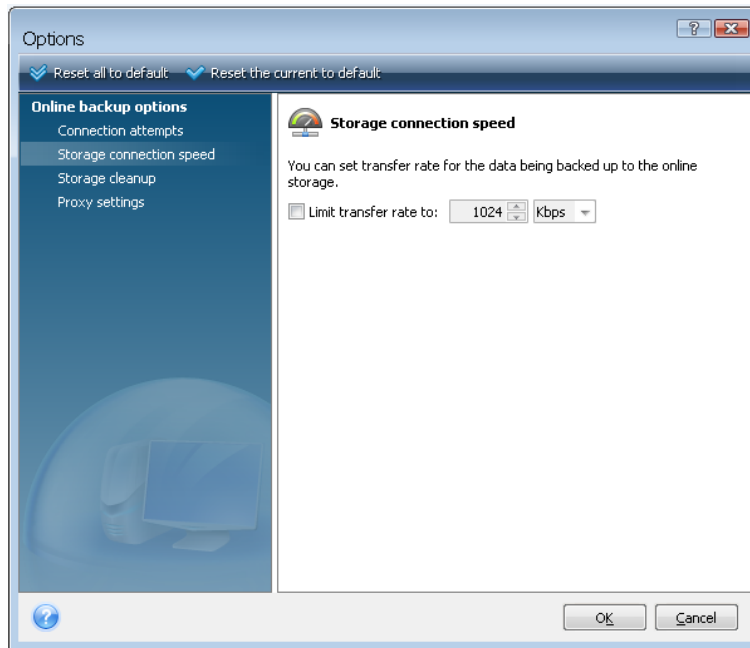 Options
Reset all to default Reset the current to default
Online backup options
Connection attempts
Storage connection speed
Storage cleanup
Proxy settings
Storage connection speed
You can set transfer rate for the data being backed up to the online
storage.
Limit transfer rate to: 1024 Kbps
OK Cancel